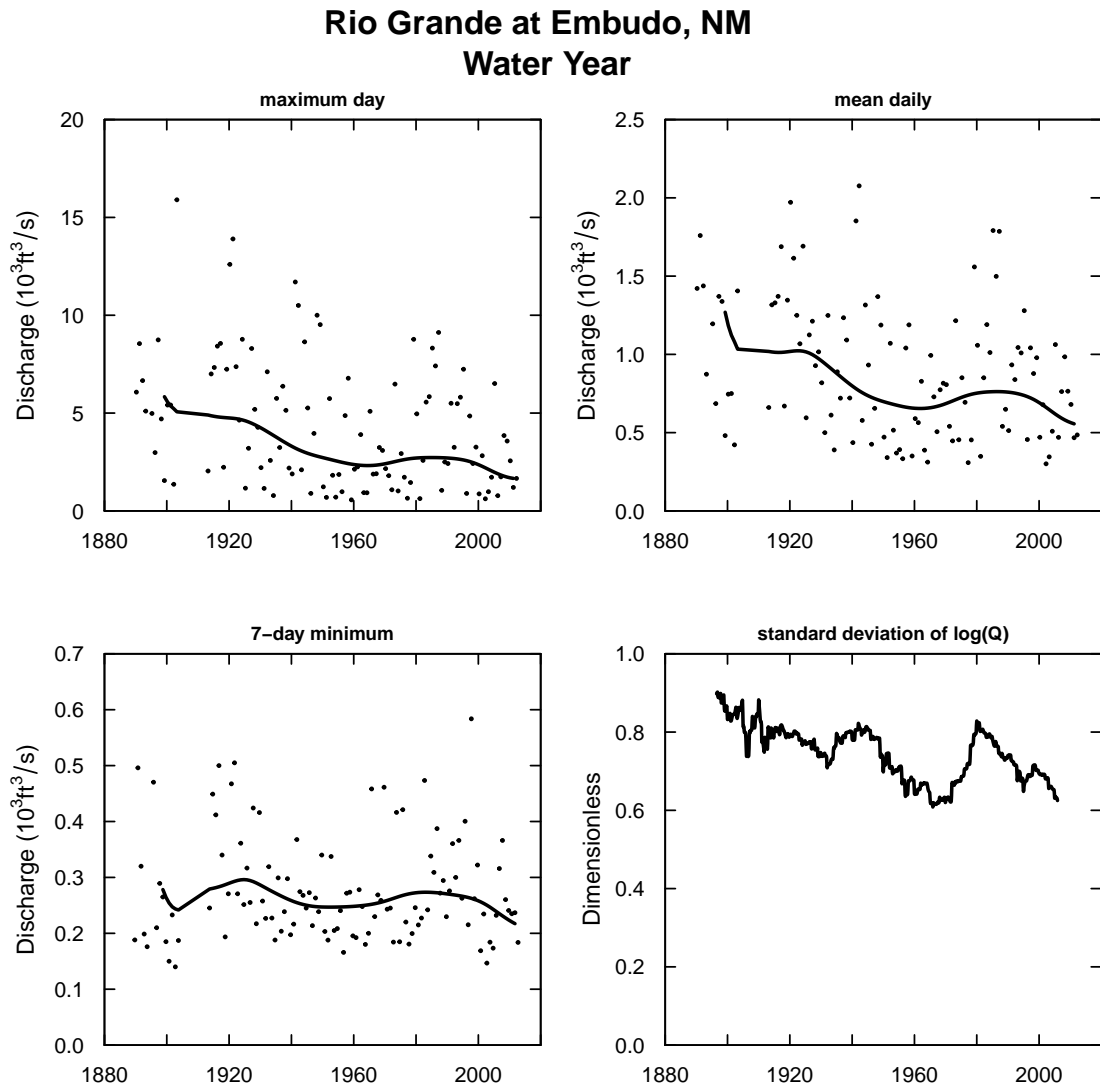 Rio Grande at Embudo, NM
Water Year
maximum day
Discharge (10³ft³/s)
20
15
10
5
0
1880 1920 1960 2000
mean daily
Discharge (10³ft³/s)
2.5
2.0
1.5
1.0
0.5
0.0
1880 1920 1960 2000
7−day minimum
Discharge (10³ft³/s)
0.7
0.6
0.5
0.4
0.3
0.2
0.1
0.0
1880 1920 1960 2000
standard deviation of log(Q)
Dimensionless
1.0
0.8
0.6
0.4
0.2
0.0
1880 1920 1960 2000